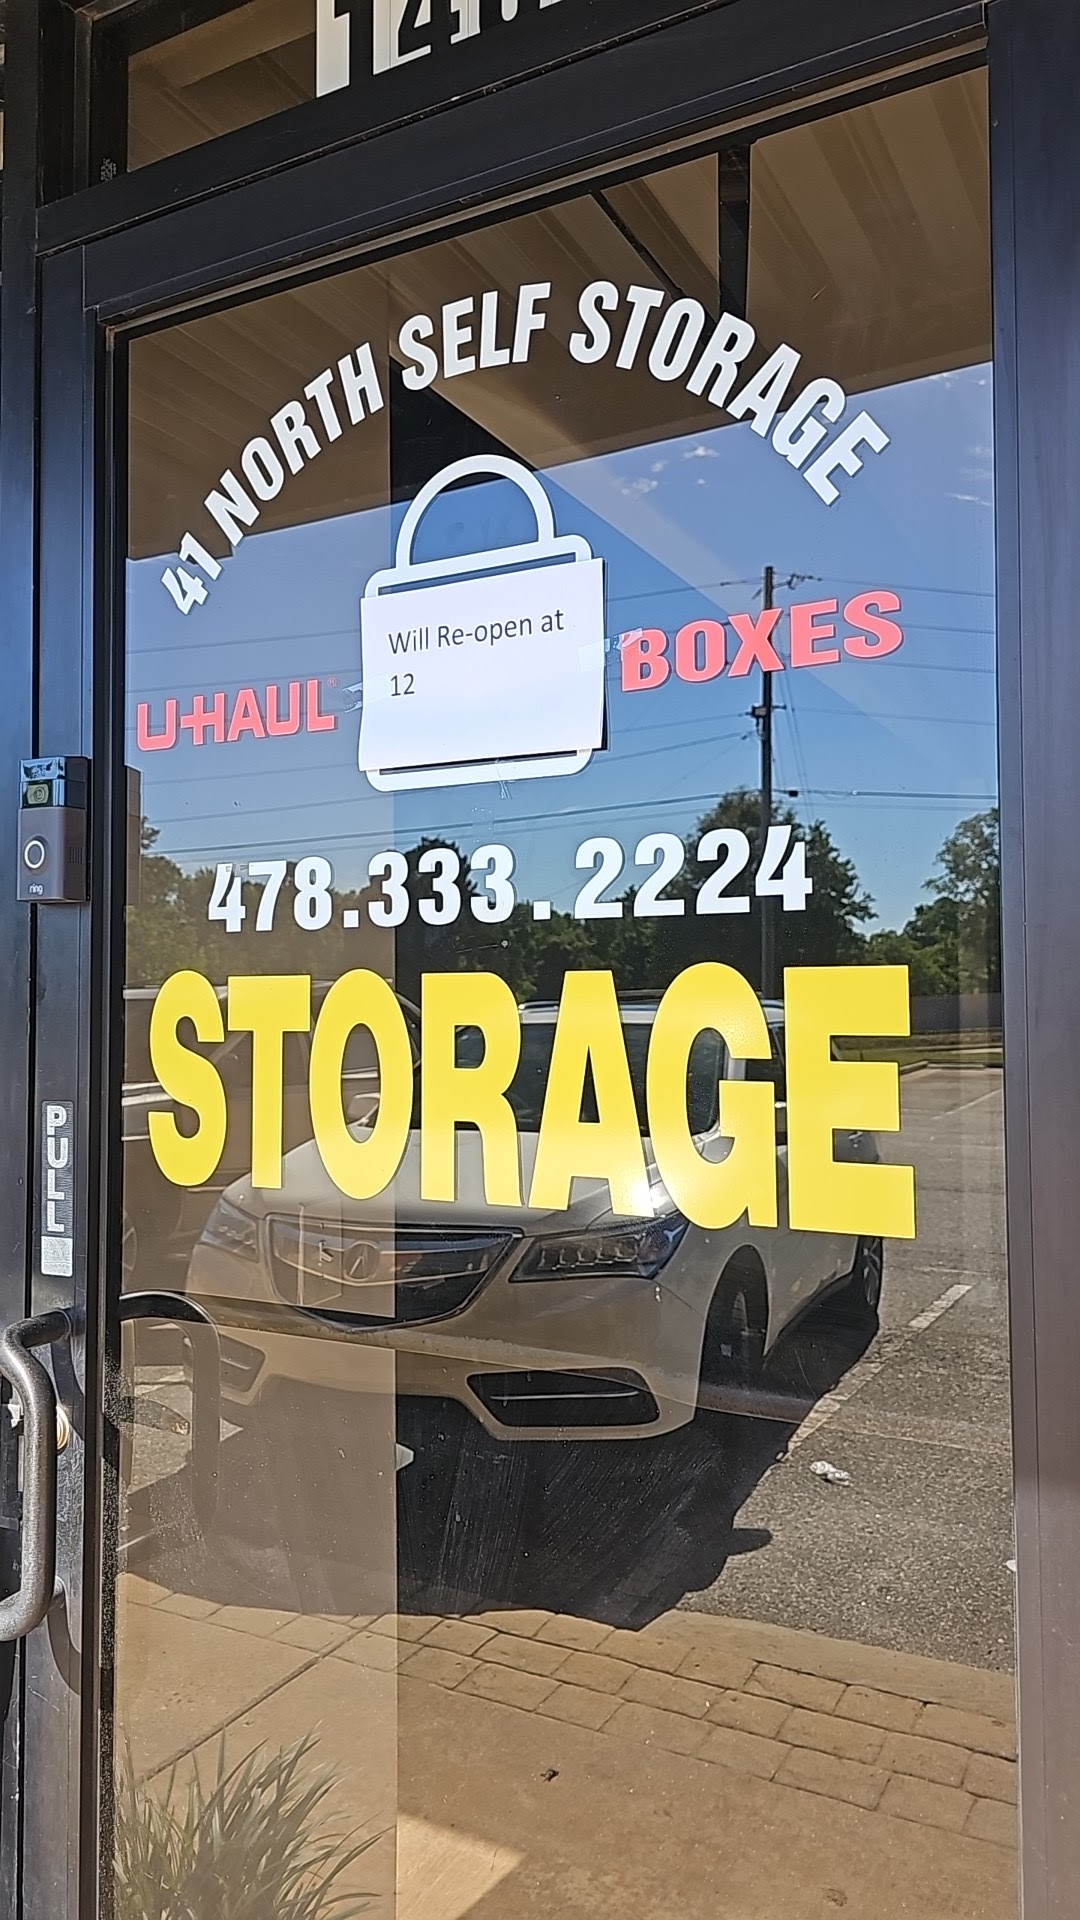 41 NORTH SELF STORAGE
Will Re-open at
12
U-HAUL® BOXES
478.333.2224
STORAGE
ring
PULL